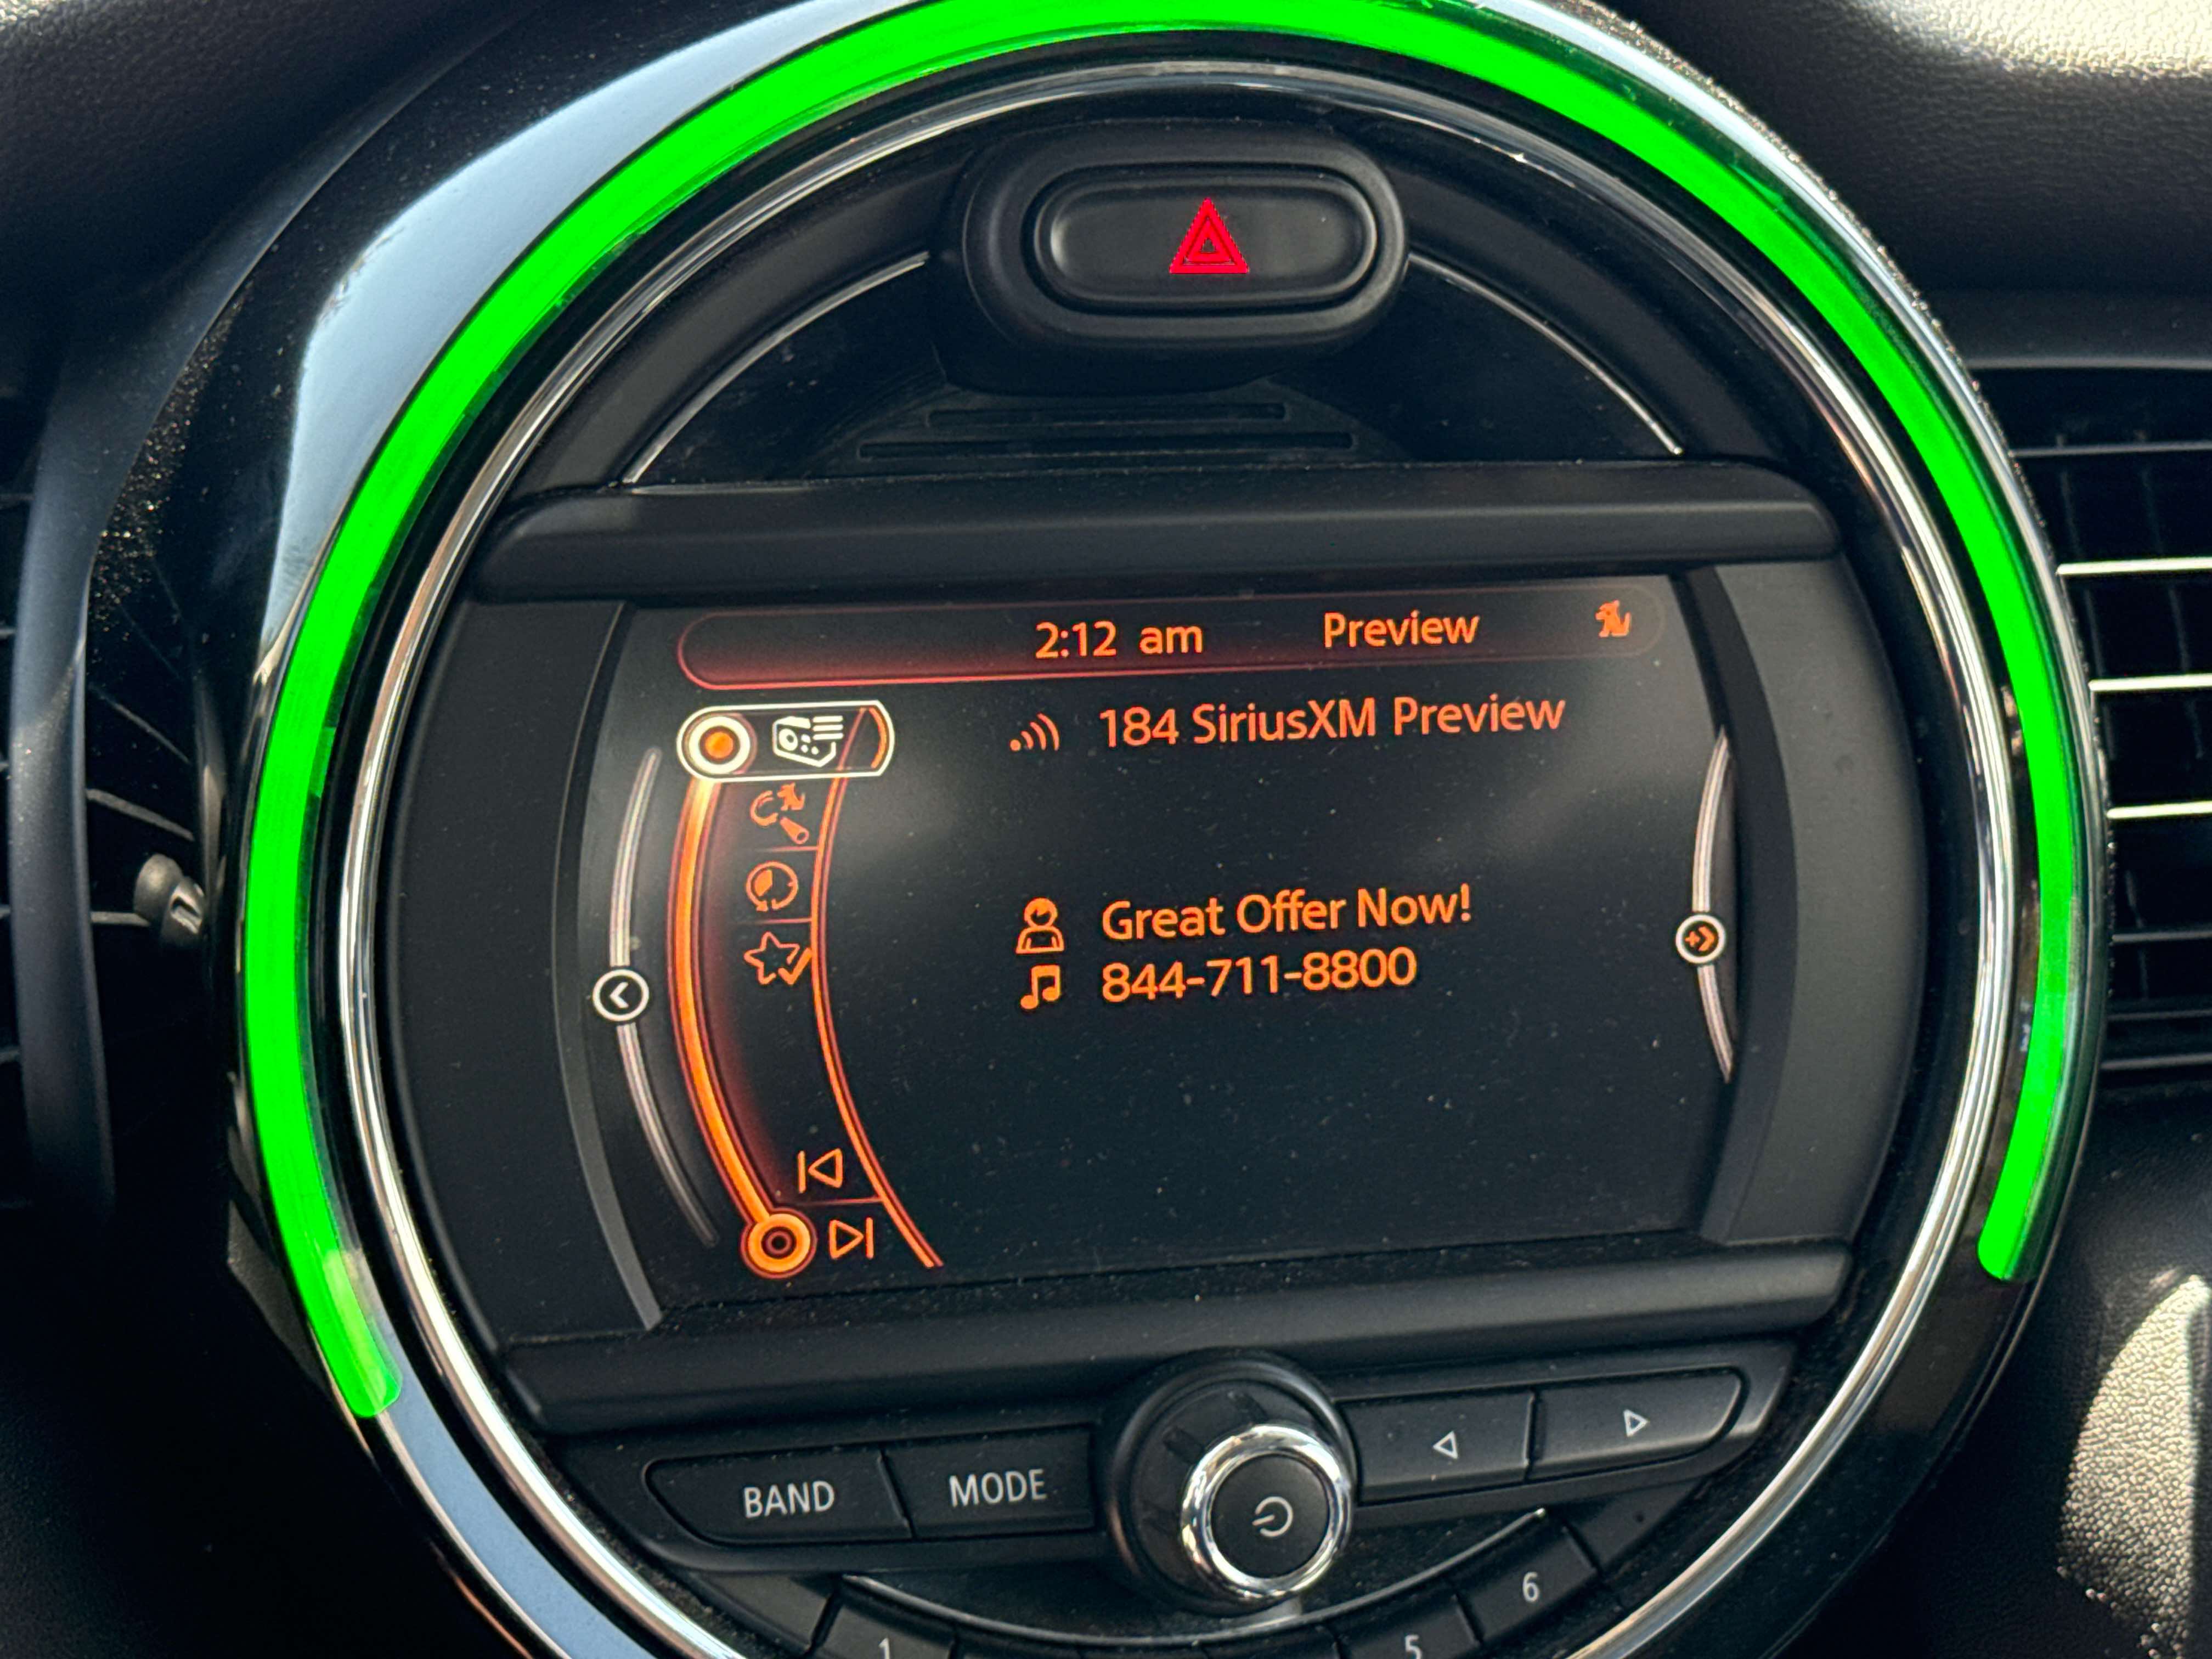 2:12 am Preview
184 SiriusXM Preview
Great Offer Now!
844-711-8800
BAND MODE
6
1 5